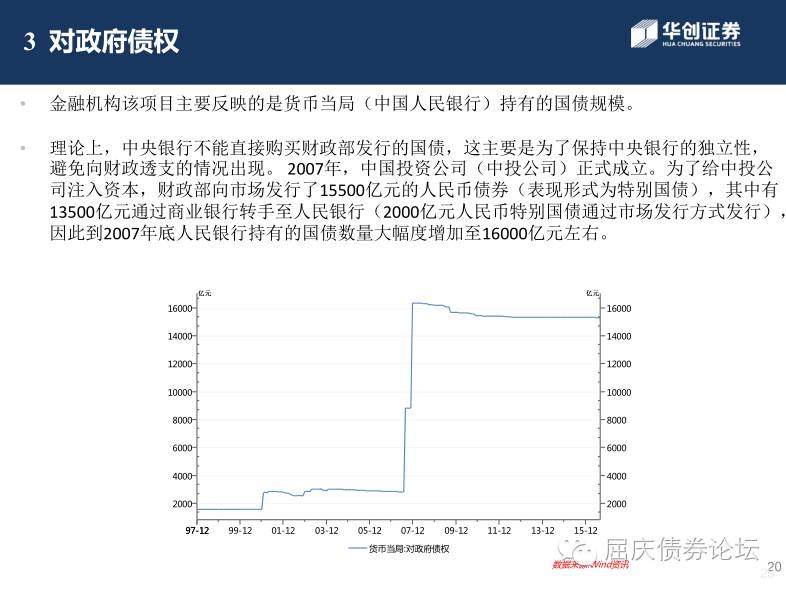 3 对政府债权
华创证券
HUA CHUANG SECURITIES
• 金融机构该项目主要反映的是货币当局（中国人民银行）持有的国债规模。
• 理论上，中央银行不能直接购买财政部发行的国债，这主要是为了保持中央银行的独立性，
避免向财政透支的情况出现。 2007年，中国投资公司（中投公司）正式成立。为了给中投公
司注入资本，财政部向市场发行了15500亿元的人民币债券（表现形式为特别国债），其中有
13500亿元通过商业银行转手至人民银行（2000亿元人民币特别国债通过市场发行方式发行），
因此到2007年底人民银行持有的国债数量大幅度增加至16000亿元左右。
亿元 亿元
16000 16000
14000 14000
12000 12000
10000 10000
8000 8000
6000 6000
4000 4000
2000 2000
97-12 99-12 01-12 03-12 05-12 07-12 09-12 11-12 13-12 15-12
货币当局:对政府债权
屈庆债券论坛
数据来 Wind资讯
20